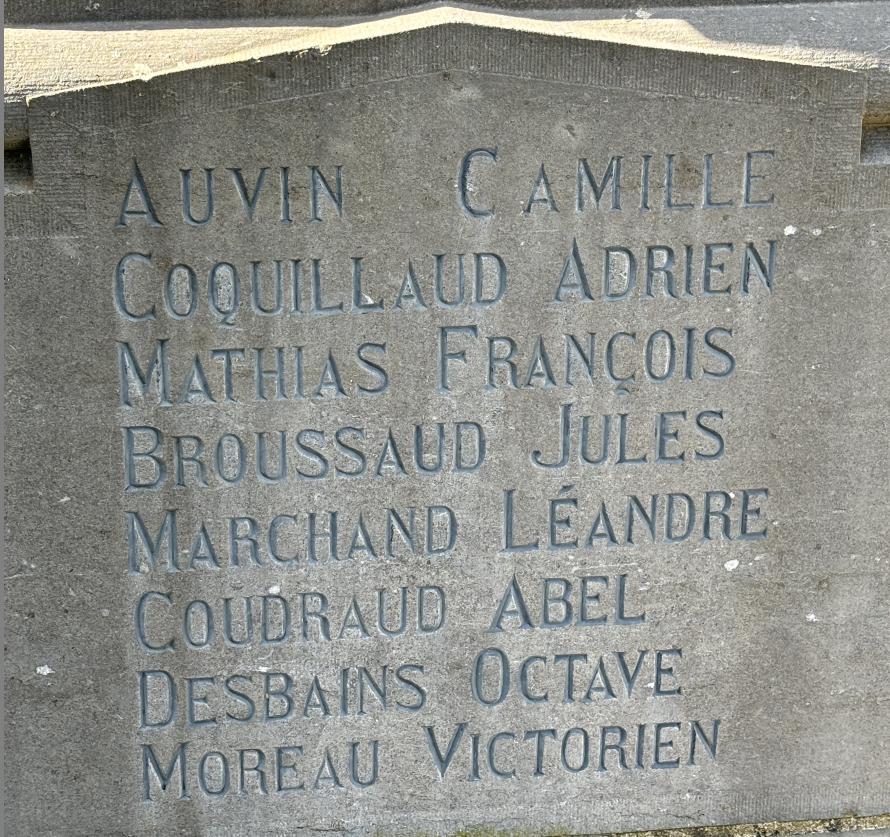 AUVIN CAMILLE
COQUILLAUD ADRIEN
MATHIAS FRANÇOIS
BROUSSAUD JULES
MARCHAND LÉANDRE
COUDRAUD ABEL
DESBAINS OCTAVE
MOREAU VICTORIEN